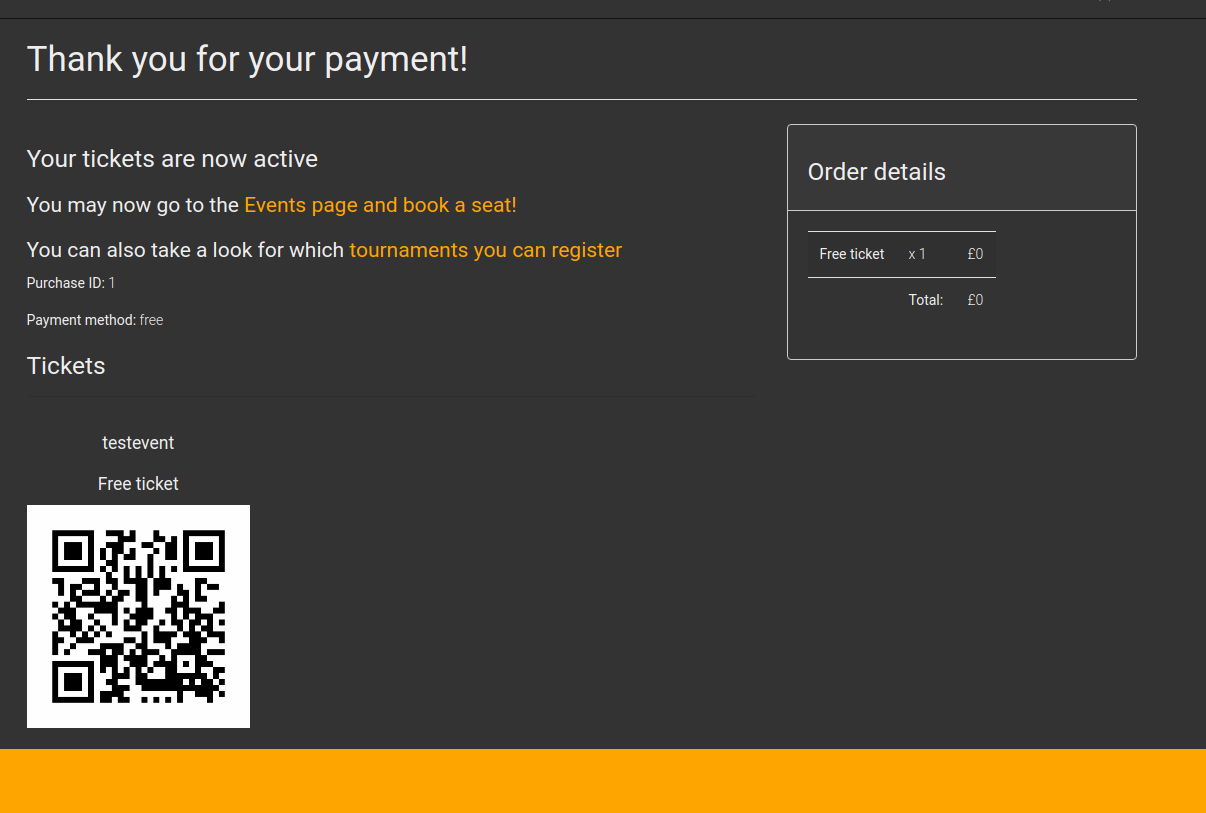 Thank you for your payment!
Your tickets are now active
You may now go to the Events page and book a seat!
You can also take a look for which tournaments you can register
Purchase ID: 1
Payment method: free
Tickets
testevent
Free ticket
Order details
Free ticket x 1 £0
Total: £0